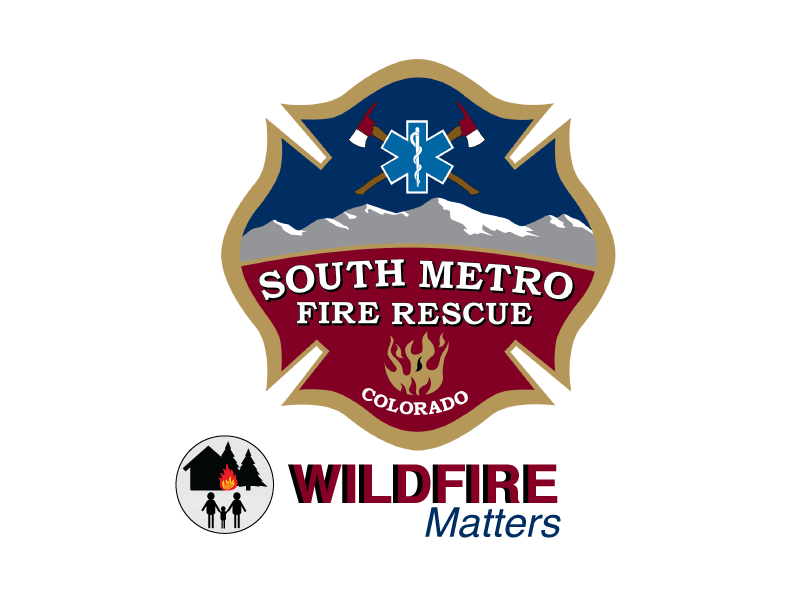 SOUTH METRO
FIRE RESCUE
COLORADO
WILDFIRE
Matters